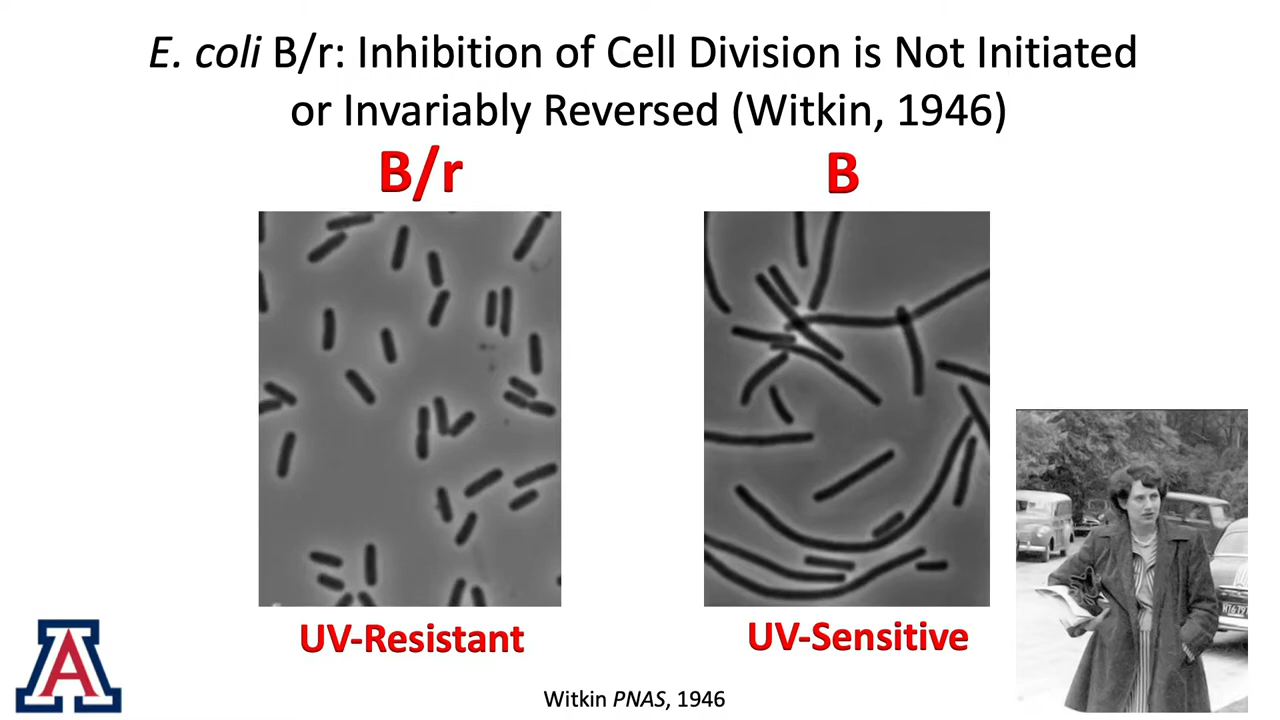 E. coli B/r: Inhibition of Cell Division is Not Initiated
or Invariably Reversed (Witkin, 1946)
B/r
B
UV-Resistant
UV-Sensitive
A
Witkin PNAS, 1946